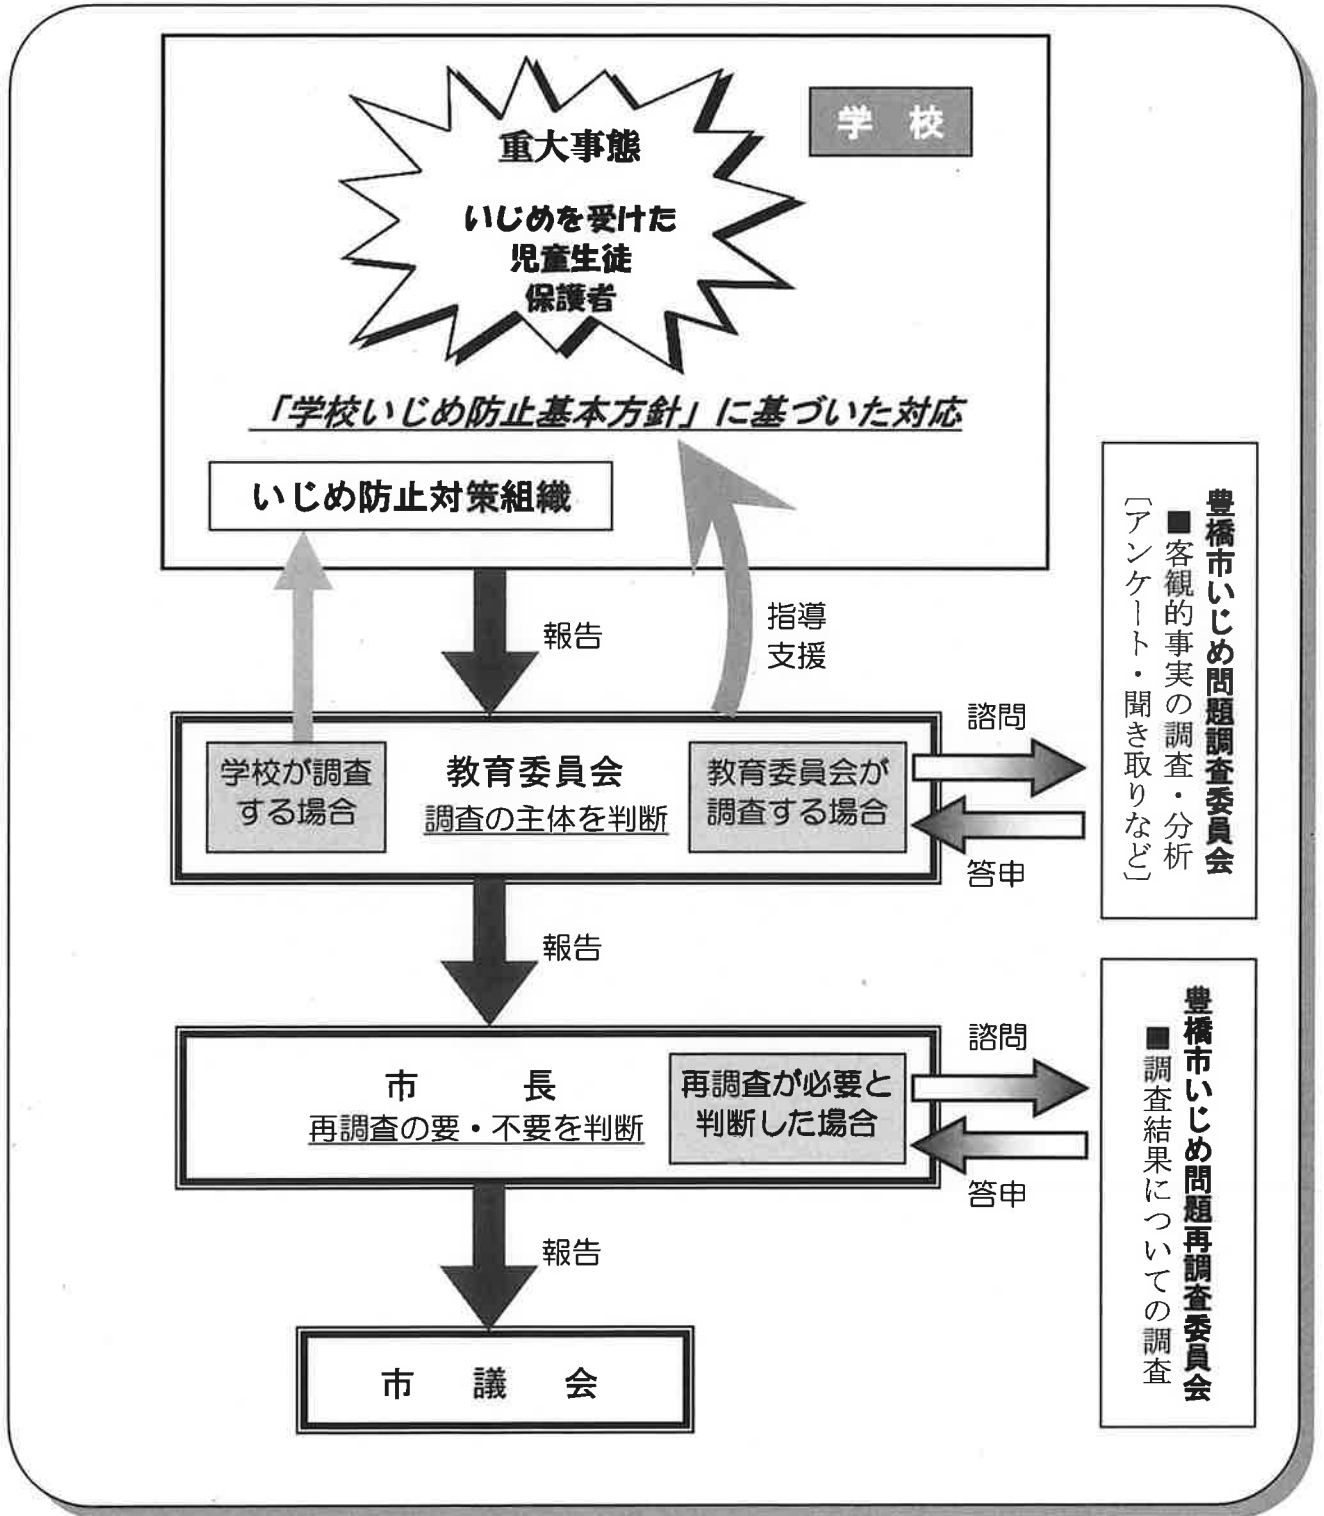 学 校
重大事態
いじめを受けた
児童生徒
保護者
「学校いじめ防止基本方針」に基づいた対応
いじめ防止対策組織
報告
指導
支援
学校が調査
する場合
教育委員会
調査の主体を判断
教育委員会が
調査する場合
諮問
答申
豊橋市いじめ問題調査委員会
■客観的事実の調査・分析
〔アンケート・聞き取りなど〕
報告
市 長
再調査の要・不要を判断
再調査が必要と
判断した場合
諮問
答申
豊橋市いじめ問題再調査委員会
■調査結果についての調査
報告
市 議 会